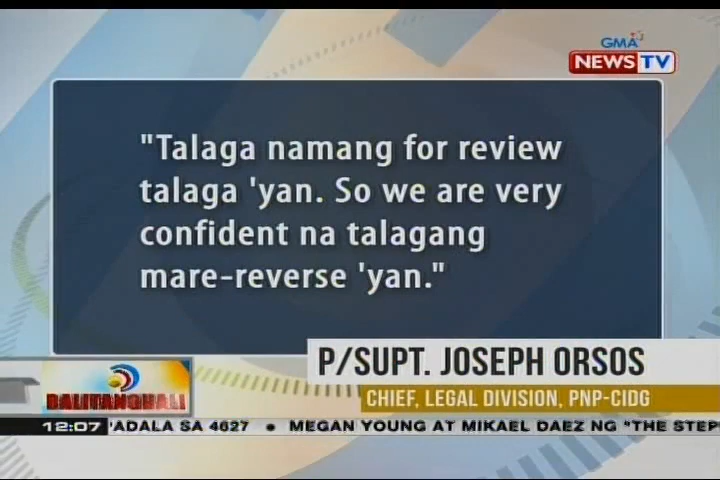 GMA
NEWS TV
"Talaga namang for review
talaga 'yan. So we are very
confident na talagang
mare-reverse 'yan."
P/SUPT. JOSEPH ORSOS
CHIEF, LEGAL DIVISION, PNP-CIDG
BALITANGHALI
12:07 'ADALA SA 4627 ● MEGAN YOUNG AT MIKAEL DAEZ NG "THE STEP